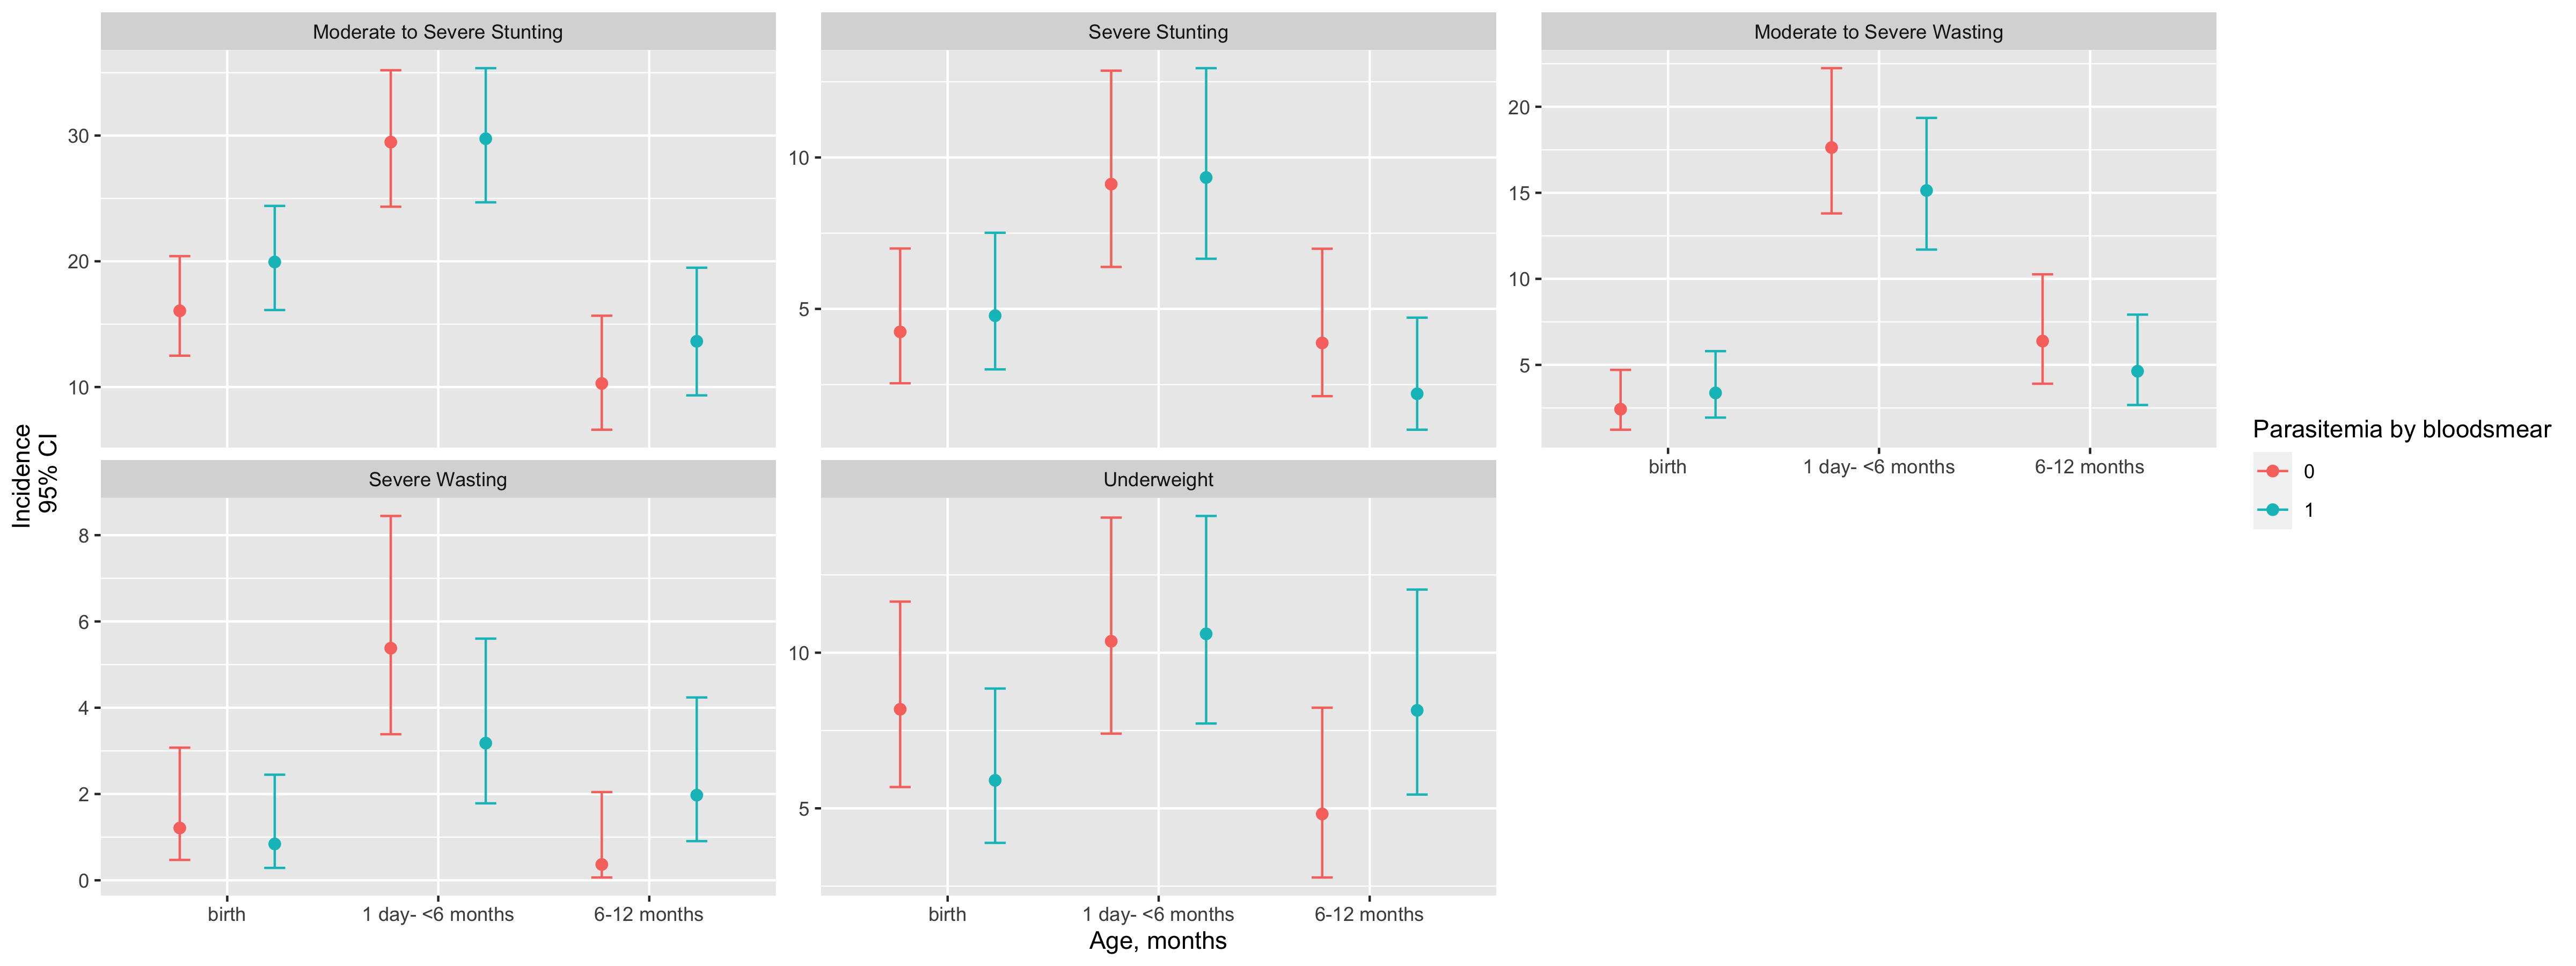 Moderate to Severe Stunting
Severe Stunting
Moderate to Severe Wasting
30
20
10
10
5
20
15
10
5
birth
1 day- <6 months
6-12 months
Severe Wasting
Underweight
8
6
4
2
0
10
5
birth
1 day- <6 months
6-12 months
birth
1 day- <6 months
6-12 months
Incidence
95% CI
Age, months
Parasitemia by bloodsmear
0
1